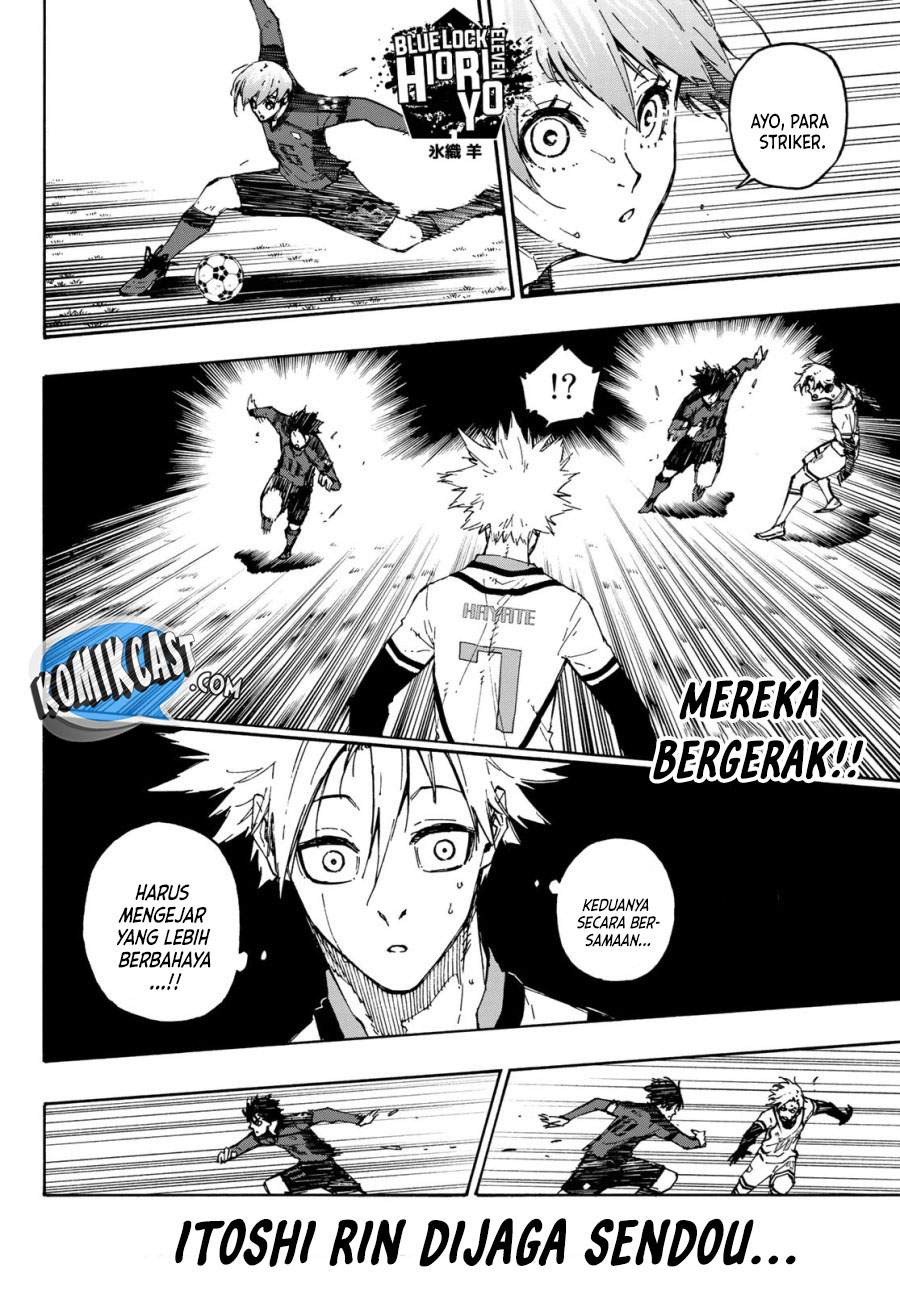 AYO, PARA
STRIKER.
BLUE LOCK
ELEVEN
HIORI
YO
氷織 羊
!?
HAYATE
7
MEREKA
BERGERAK!!
KOMIKCAST
.COM
KEDUANYA
SECARA BER-
SAMAAN...
HARUS
MENGEJAR
YANG LEBIH
BERBAHAYA
...!!
ITOSHI RIN DIJAGA SENDOU...